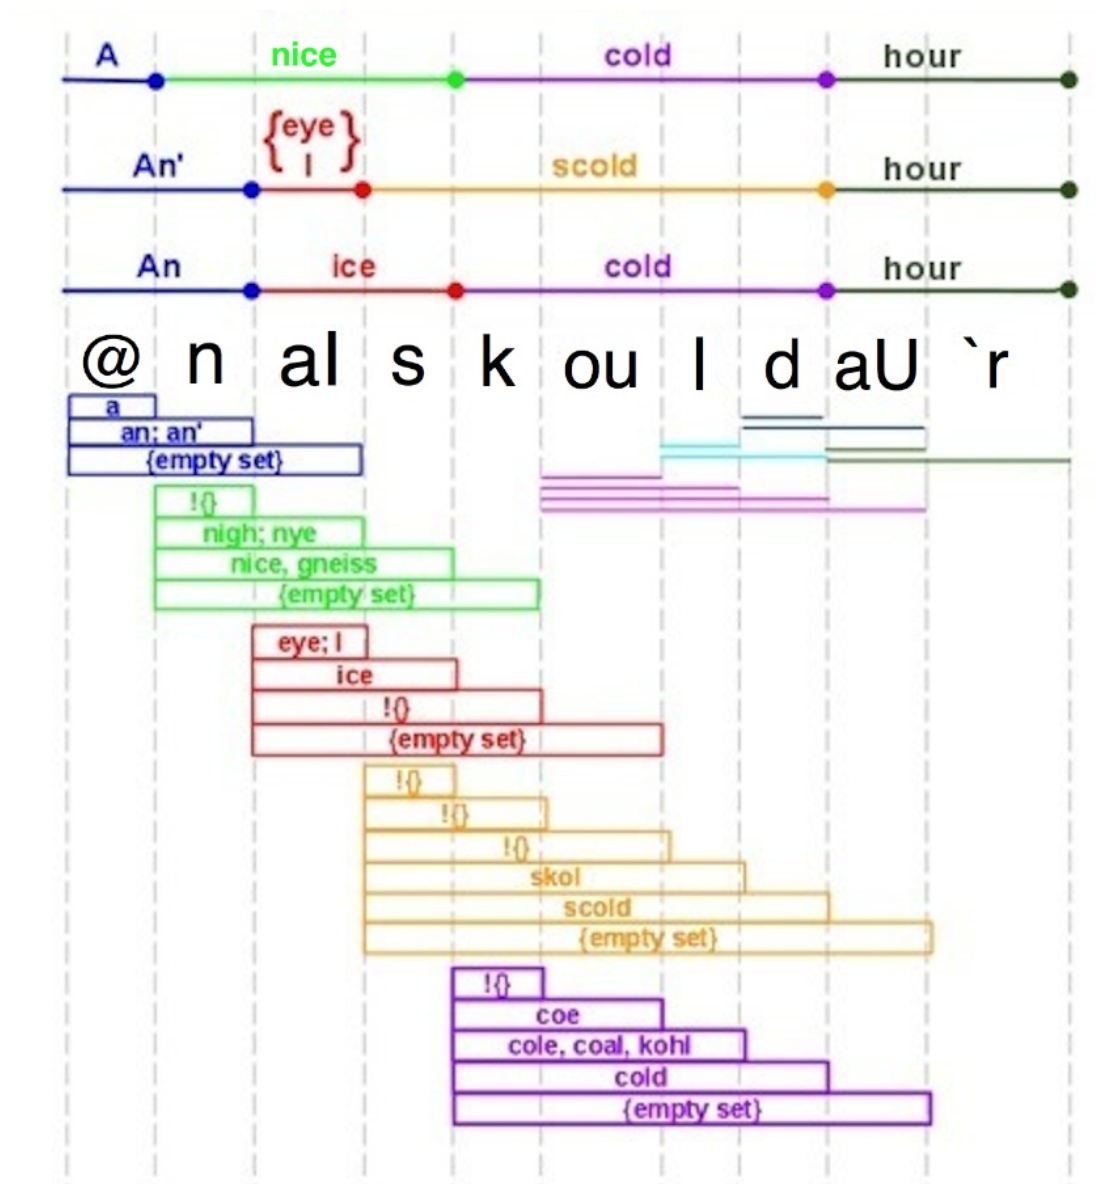 A nice cold hour
{eye
An' I} scold hour
An ice cold hour
@ n aI s k ou l d aU `r
a
an; an'
{empty set}
!{}
nigh; nye
nice, gneiss
{empty set}
eye; I
ice
!{}
{empty set}
!{}
!{}
!{}
skol
scold
{empty set}
!{}
coe
cole, coal, kohl
cold
{empty set}